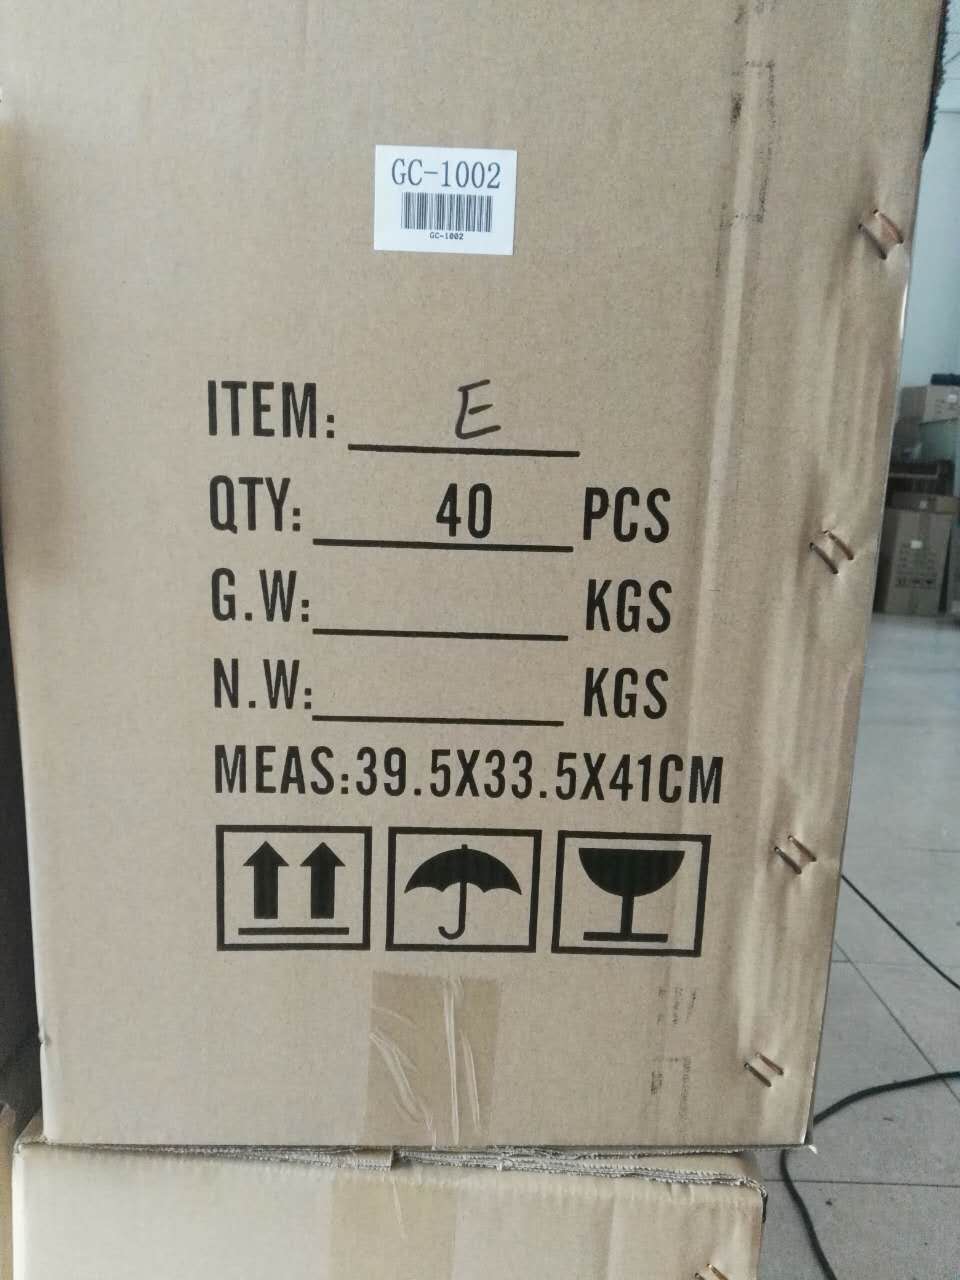 GC-1002
GC-1002
ITEM: E
QTY: 40 PCS
G.W: KGS
N.W: KGS
MEAS:39.5X33.5X41CM